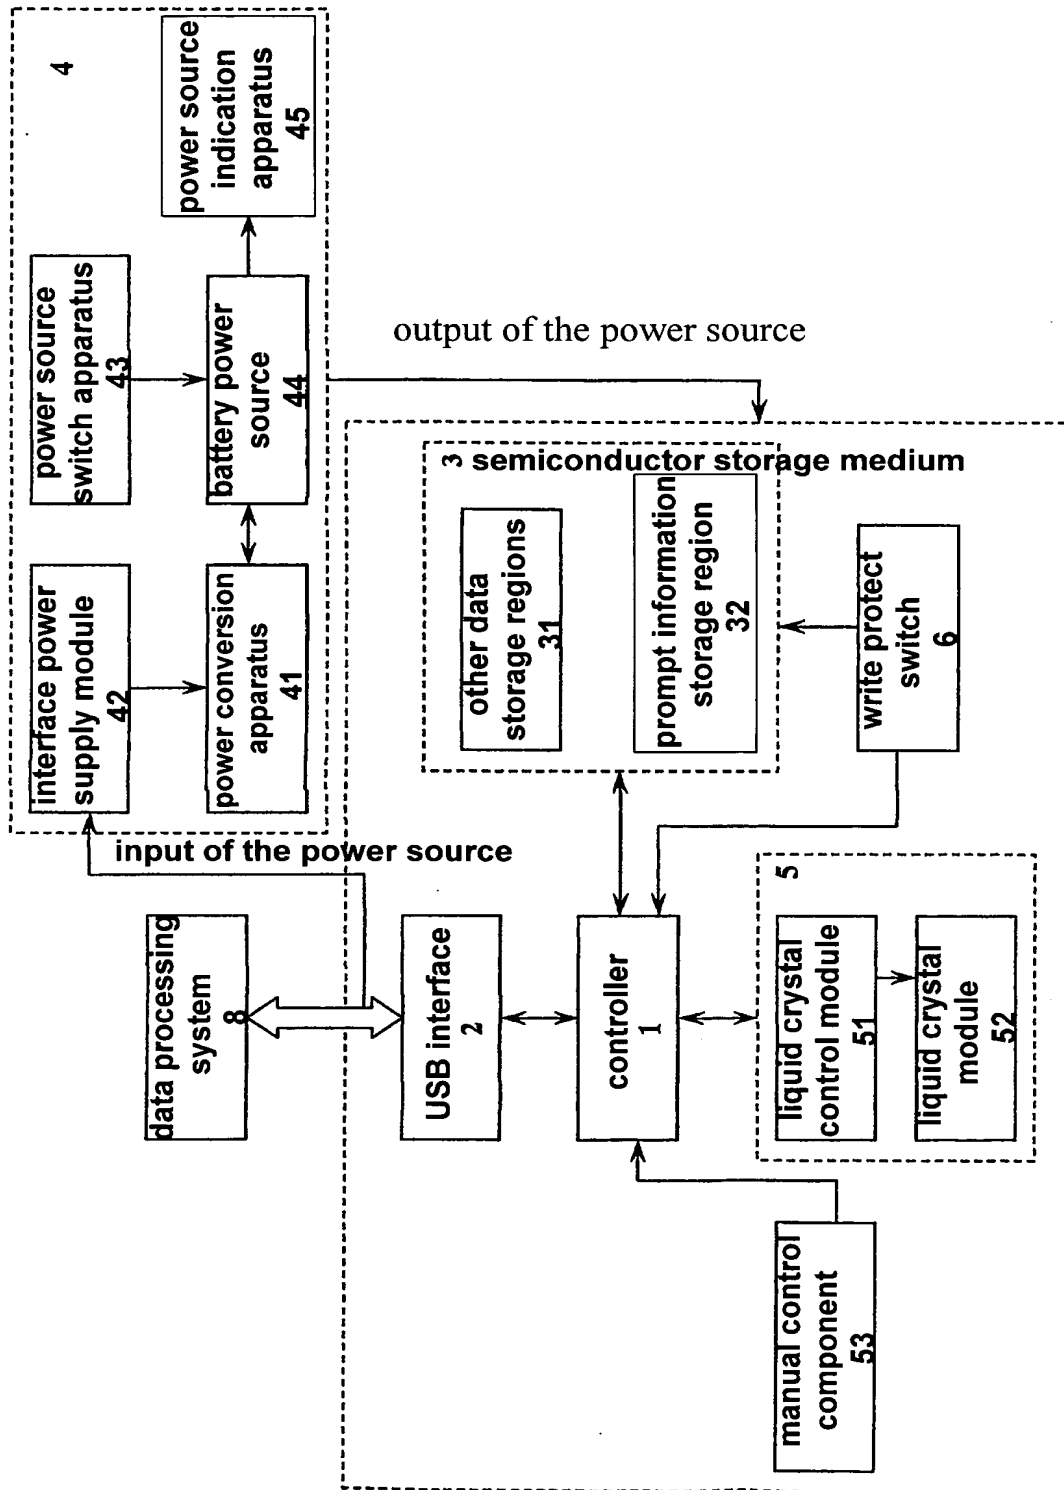 4
power source
indication
apparatus
45
power source
switch apparatus
43
battery power
source
44
interface power
supply module
42
power conversion
apparatus
41
output of the power source
input of the power source
3 semiconductor storage medium
other data
storage regions
31
prompt information
storage region
32
write protect
switch
6
data processing
system
8
USB interface
2
controller
1
5
liquid crystal
control module
51
liquid crystal
module
52
manual control
component
53